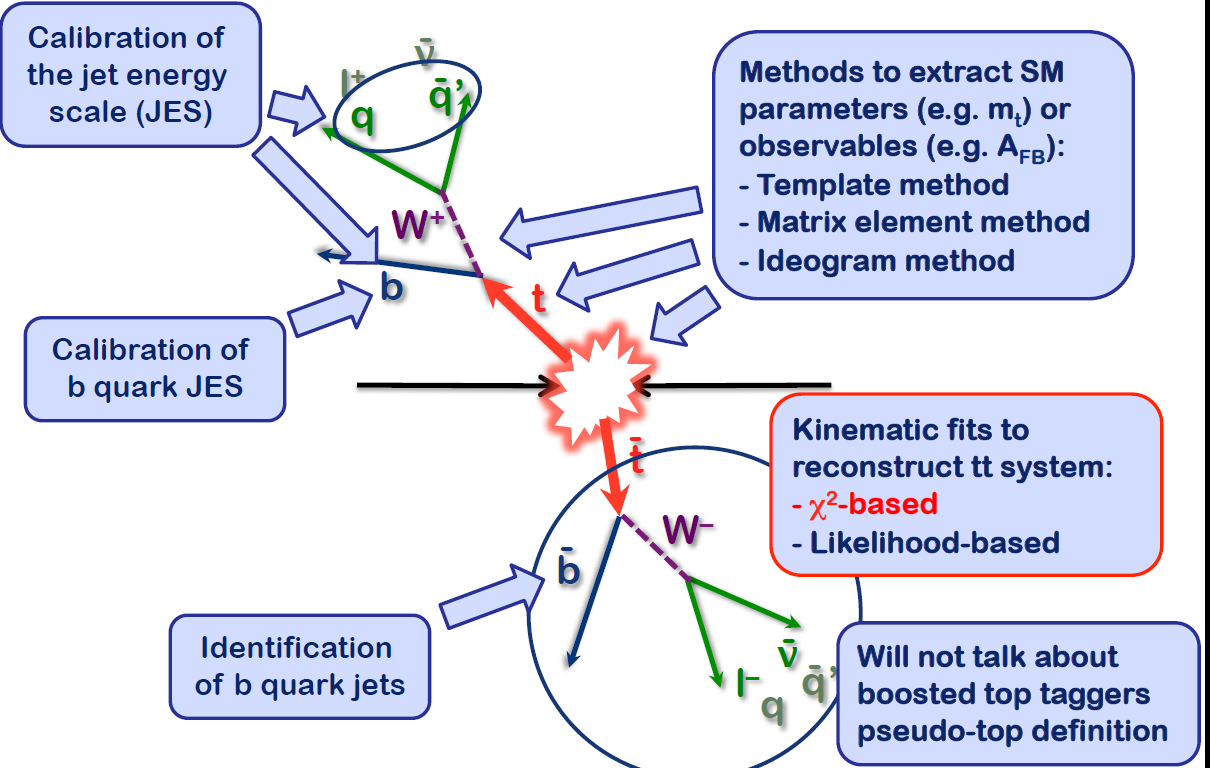 Calibration of
the jet energy
scale (JES)
ν̄
l⁺
q̄’
q
Methods to extract SM
parameters (e.g. mₜ) or
observables (e.g. A_FB):
- Template method
- Matrix element method
- Ideogram method
W⁺
b
t
Calibration of
b quark JES
t̄
Kinematic fits to
reconstruct tt system:
- χ²-based
- Likelihood-based
W⁻
b̄
Identification
of b quark jets
ν̄
l⁻
q̄’
q
Will not talk about
boosted top taggers
pseudo-top definition